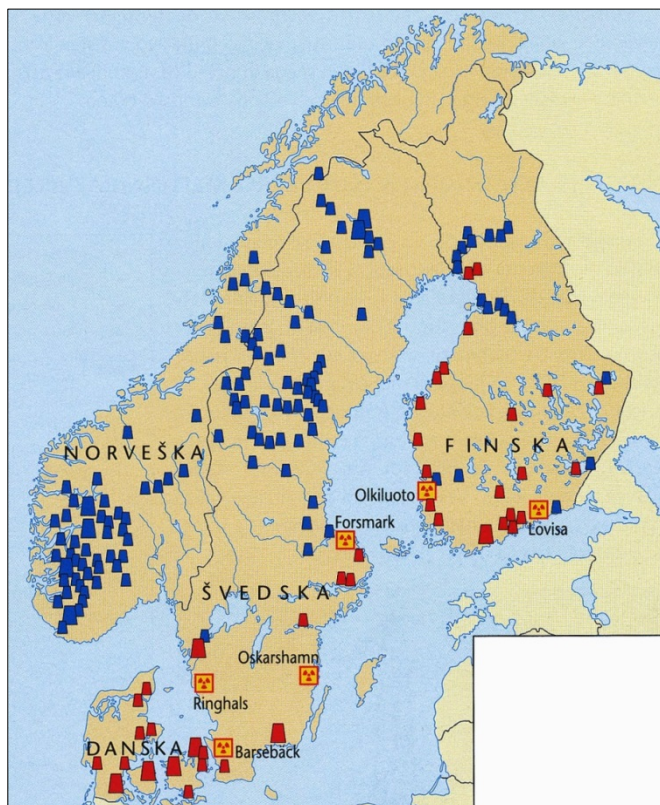 NORVEŠKA
FINSKA
Olkiluoto
Lovisa
Forsmark
ŠVEDSKA
Oskarshamn
Ringhals
DANSKA
Barsebäck